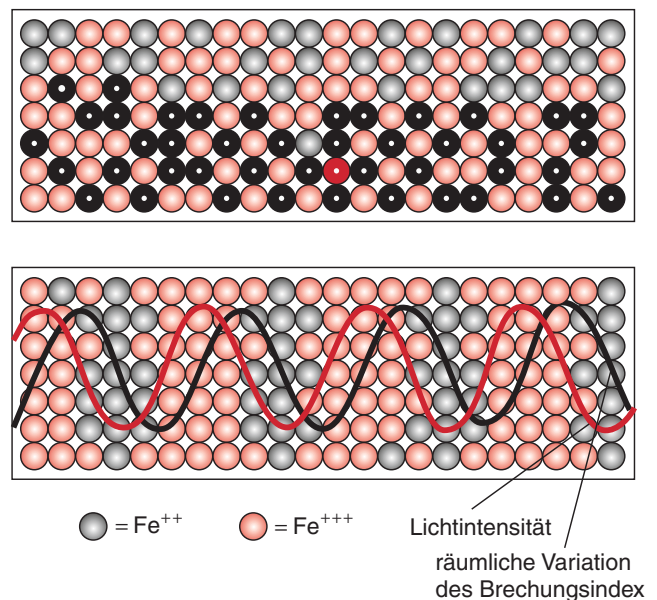 = Fe++
= Fe+++
Lichtintensität
räumliche Variation
des Brechungsindex